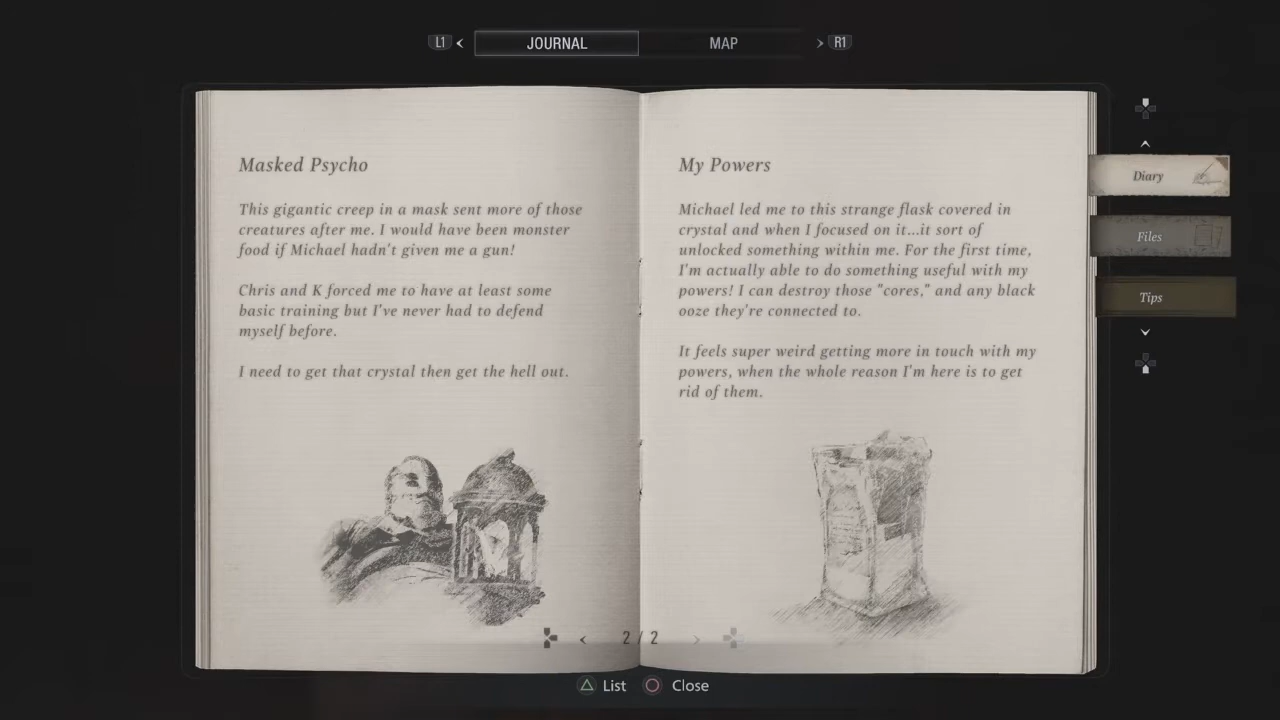 L1 JOURNAL MAP R1
Masked Psycho
This gigantic creep in a mask sent more of those
creatures after me. I would have been monster
food if Michael hadn't given me a gun!
Chris and K forced me to have at least some
basic training but I've never had to defend
myself before.
I need to get that crystal then get the hell out.
My Powers
Michael led me to this strange flask covered in
crystal and when I focused on it...it sort of
unlocked something within me. For the first time,
I'm actually able to do something useful with my
powers! I can destroy those "cores," and any black
ooze they're connected to.
It feels super weird getting more in touch with my
powers, when the whole reason I'm here is to get
rid of them.
Diary
Files
Tips
2 / 2
List Close